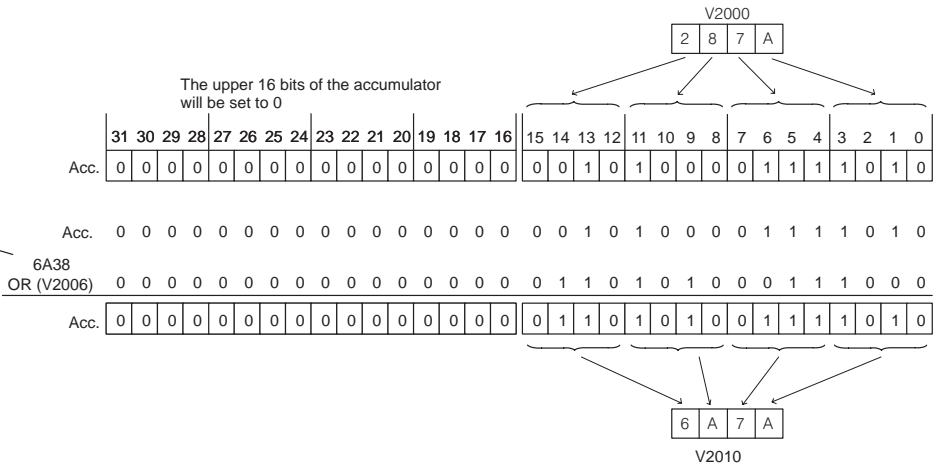 V2000
2 8 7 A
The upper 16 bits of the accumulator
will be set to 0
31 30 29 28 27 26 25 24 23 22 21 20 19 18 17 16 15 14 13 12 11 10 9 8 7 6 5 4 3 2 1 0
Acc. 0 0 0 0 0 0 0 0 0 0 0 0 0 0 0 0 0 0 1 0 1 0 0 0 0 1 1 1 1 0 1 0
Acc. 0 0 0 0 0 0 0 0 0 0 0 0 0 0 0 0 0 0 1 0 1 0 0 0 0 1 1 1 1 0 1 0
6A38
OR (V2006) 0 0 0 0 0 0 0 0 0 0 0 0 0 0 0 0 0 1 1 0 1 0 1 0 0 0 1 1 1 0 0 0
Acc. 0 0 0 0 0 0 0 0 0 0 0 0 0 0 0 0 0 1 1 0 1 0 1 0 0 1 1 1 1 0 1 0
6 A 7 A
V2010